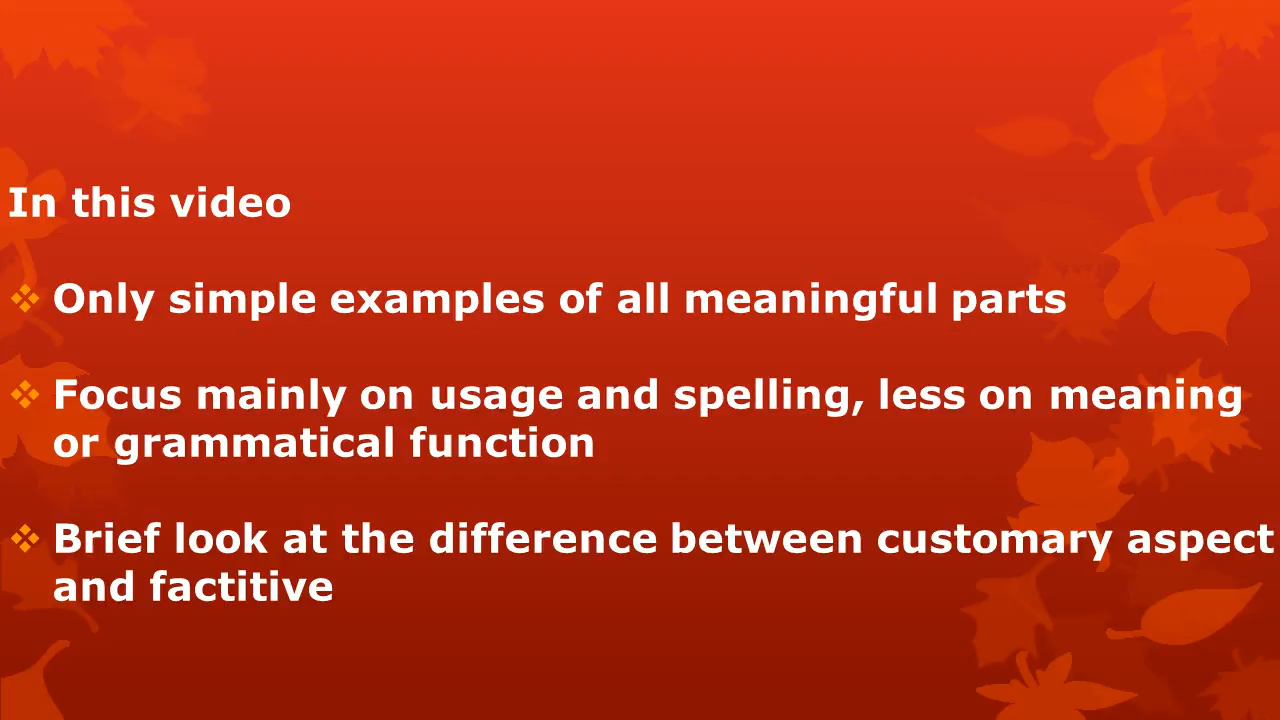 In this video
❖ Only simple examples of all meaningful parts
❖ Focus mainly on usage and spelling, less on meaning
or grammatical function
❖ Brief look at the difference between customary aspect
and factitive